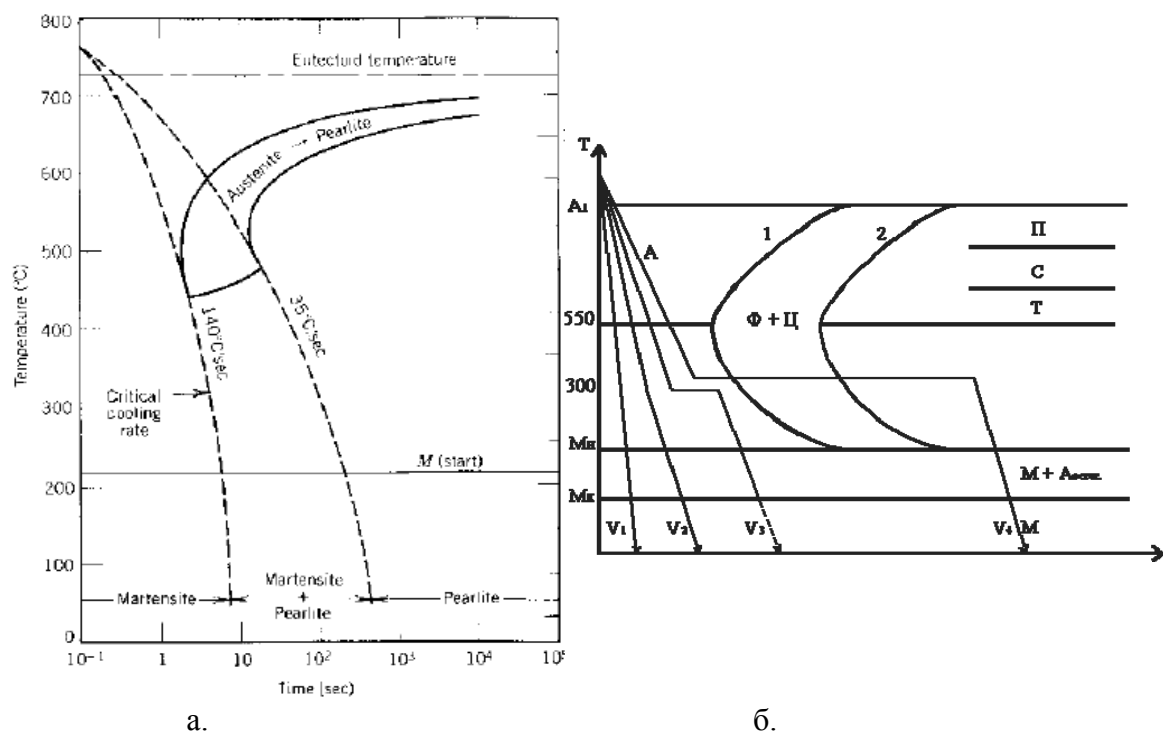 800
700
600
500
400
300
200
100
0
Temperature (°C)
Eutectoid temperature
Austenite → Pearlite
140°C/sec
35°C/sec
Critical
cooling
rate
M (start)
Martensite
Martensite
+
Pearlite
Pearlite
10⁻¹
1
10
10²
10³
10⁴
10⁵
Time (sec)
а.
T
A₁
550
300
Мн
Мк
А
1
2
Ф + Ц
П
С
Т
М + Аост.
V₁
V₂
V₃
V₄
М
б.